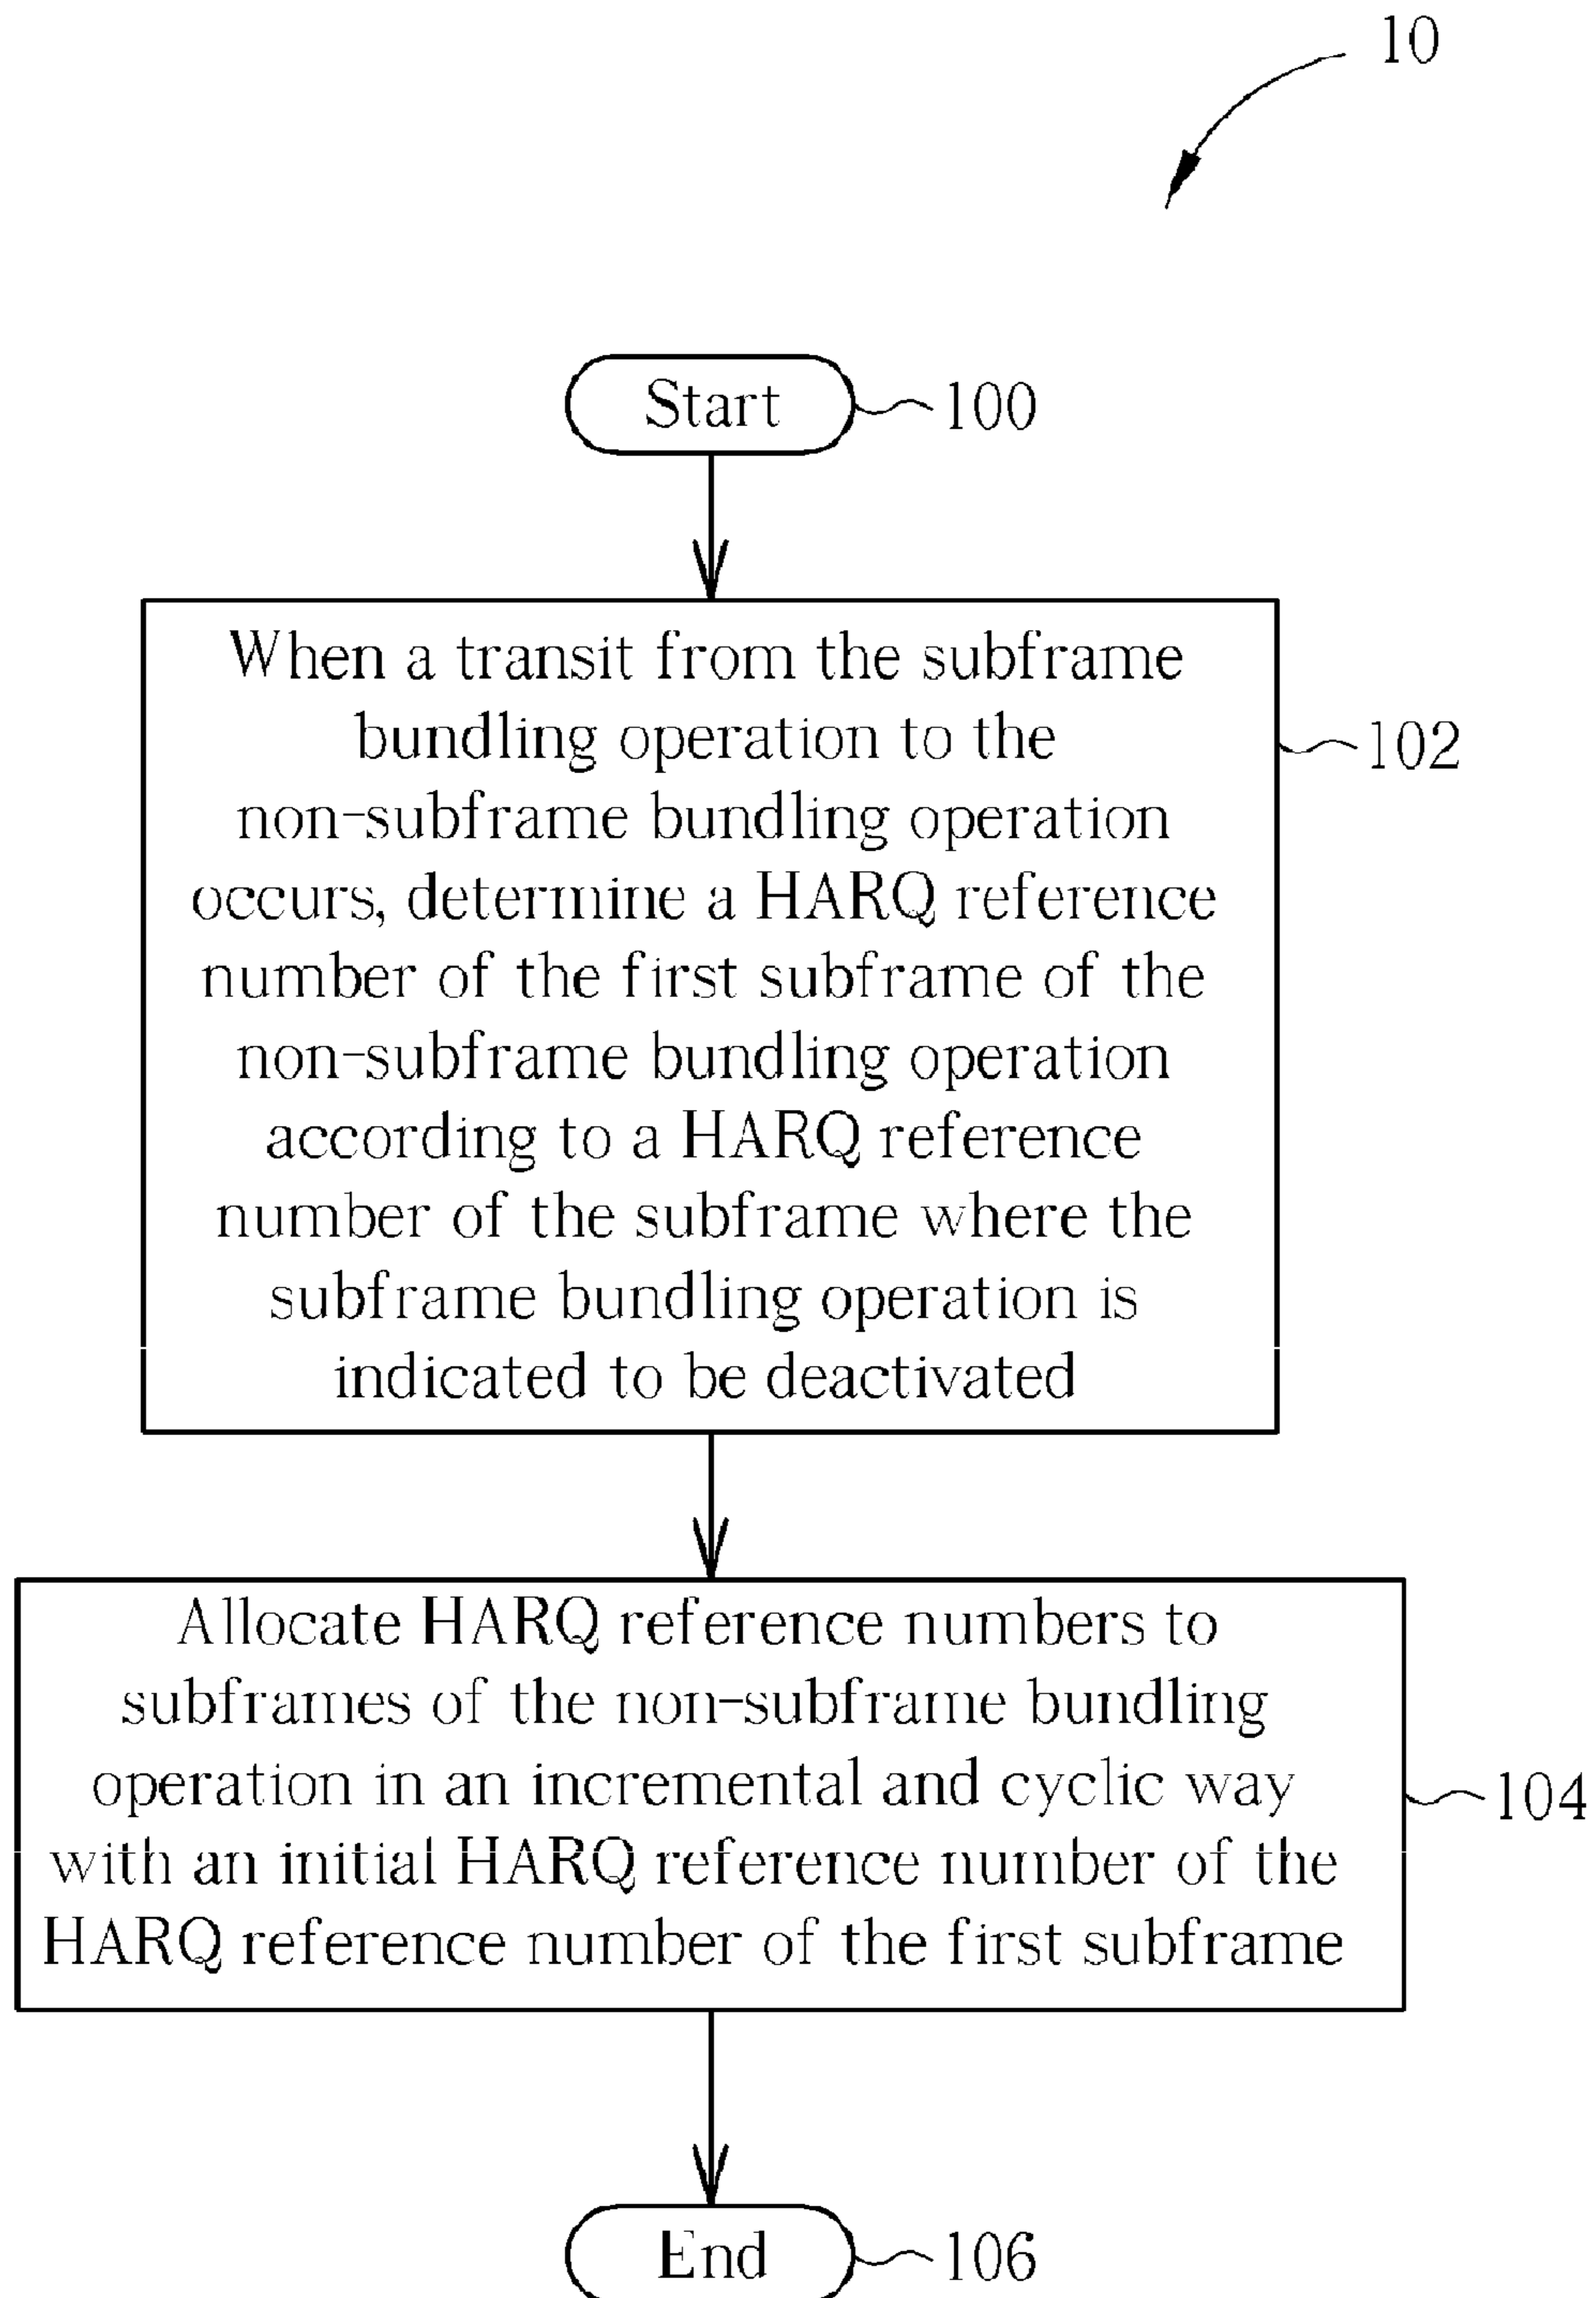 10
Start
100
When a transit from the subframe
bundling operation to the
non-subframe bundling operation
occurs, determine a HARQ reference
number of the first subframe of the
non-subframe bundling operation
according to a HARQ reference
number of the subframe where the
subframe bundling operation is
indicated to be deactivated
102
Allocate HARQ reference numbers to
subframes of the non-subframe bundling
operation in an incremental and cyclic way
with an initial HARQ reference number of the
HARQ reference number of the first subframe
104
End
106